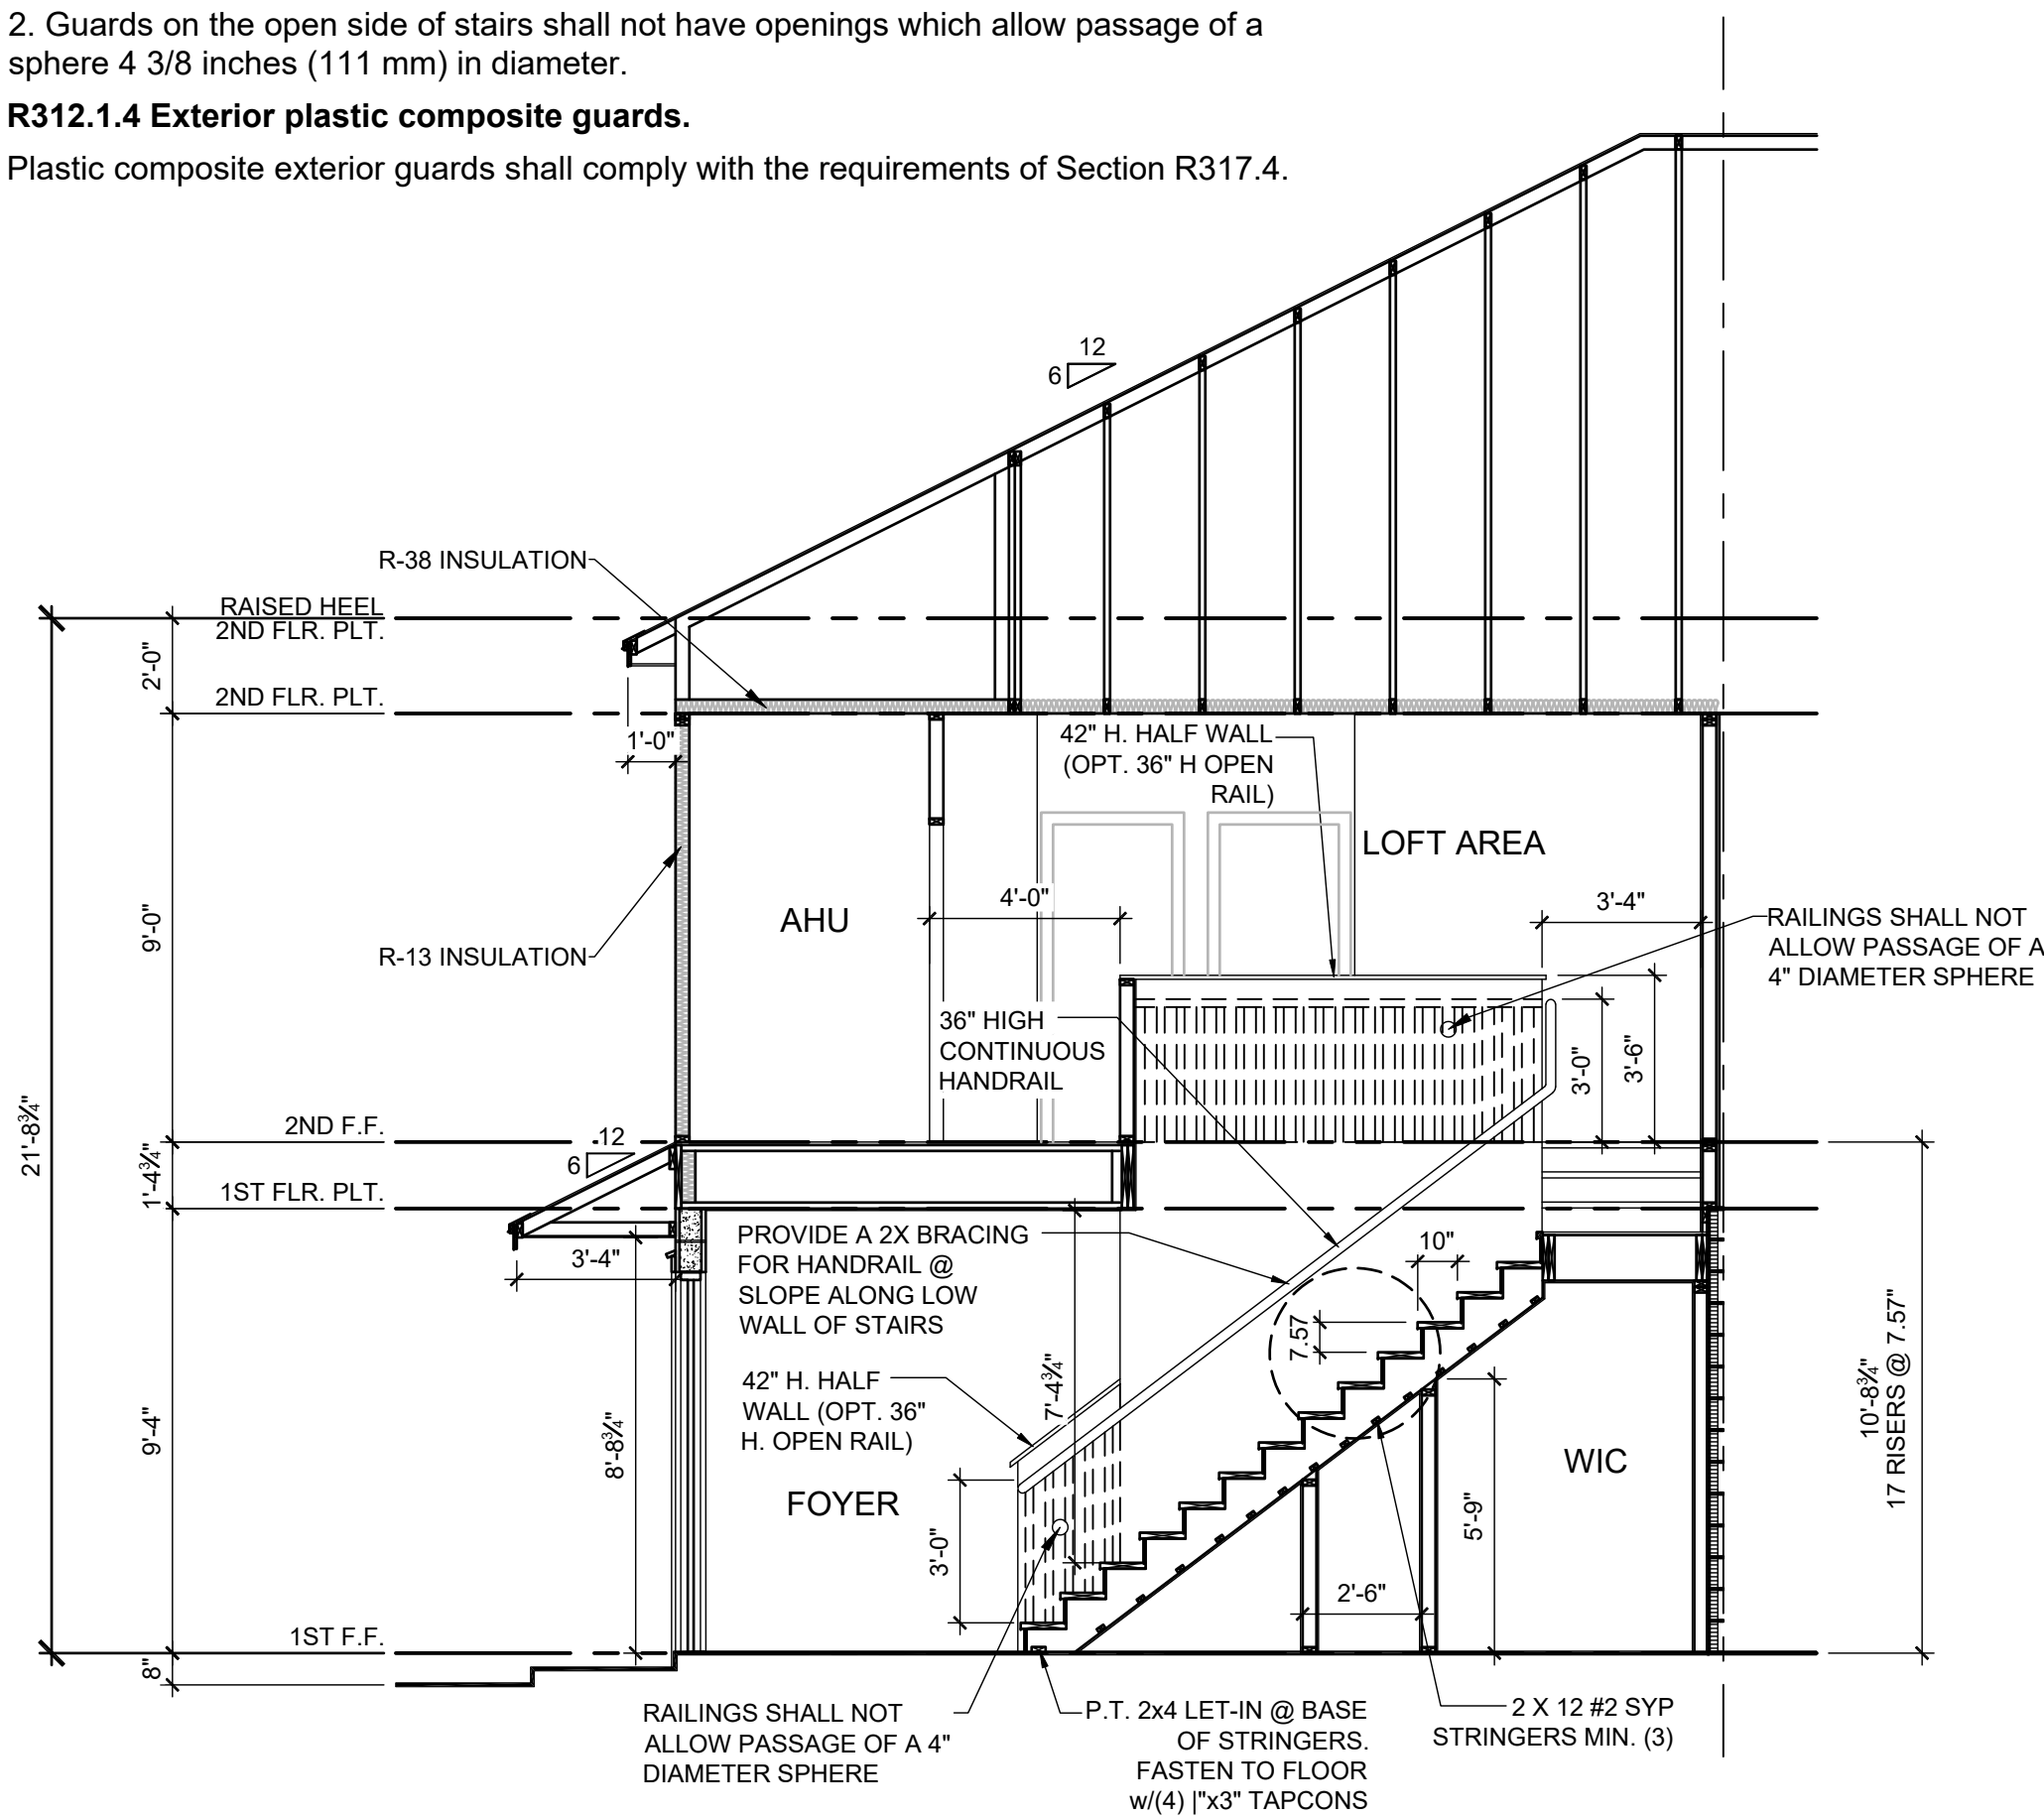 2. Guards on the open side of stairs shall not have openings which allow passage of a
sphere 4 3/8 inches (111 mm) in diameter.
R312.1.4 Exterior plastic composite guards.
Plastic composite exterior guards shall comply with the requirements of Section R317.4.
12
6
R-38 INSULATION
RAISED HEEL
2ND FLR. PLT.
2'-0"
2ND FLR. PLT.
1'-0"
42" H. HALF WALL
(OPT. 36" H OPEN
RAIL)
LOFT AREA
AHU
4'-0"
3'-4"
9'-0"
R-13 INSULATION
RAILINGS SHALL NOT
ALLOW PASSAGE OF A
4" DIAMETER SPHERE
36" HIGH
CONTINUOUS
HANDRAIL
3'-0"
3'-6"
21'-8¾"
2ND F.F.
12
6
1'-4¾"
1ST FLR. PLT.
3'-4"
PROVIDE A 2X BRACING
FOR HANDRAIL @
SLOPE ALONG LOW
WALL OF STAIRS
10"
7.57
42" H. HALF
WALL (OPT. 36"
H. OPEN RAIL)
7'-4¾"
9'-4"
8'-8¾"
FOYER
WIC
10'-8¾"
17 RISERS @ 7.57"
3'-0"
5'-9"
2'-6"
1ST F.F.
8"
RAILINGS SHALL NOT
ALLOW PASSAGE OF A 4"
DIAMETER SPHERE
P.T. 2x4 LET-IN @ BASE
OF STRINGERS.
FASTEN TO FLOOR
w/(4) |"x3" TAPCONS
2 X 12 #2 SYP
STRINGERS MIN. (3)